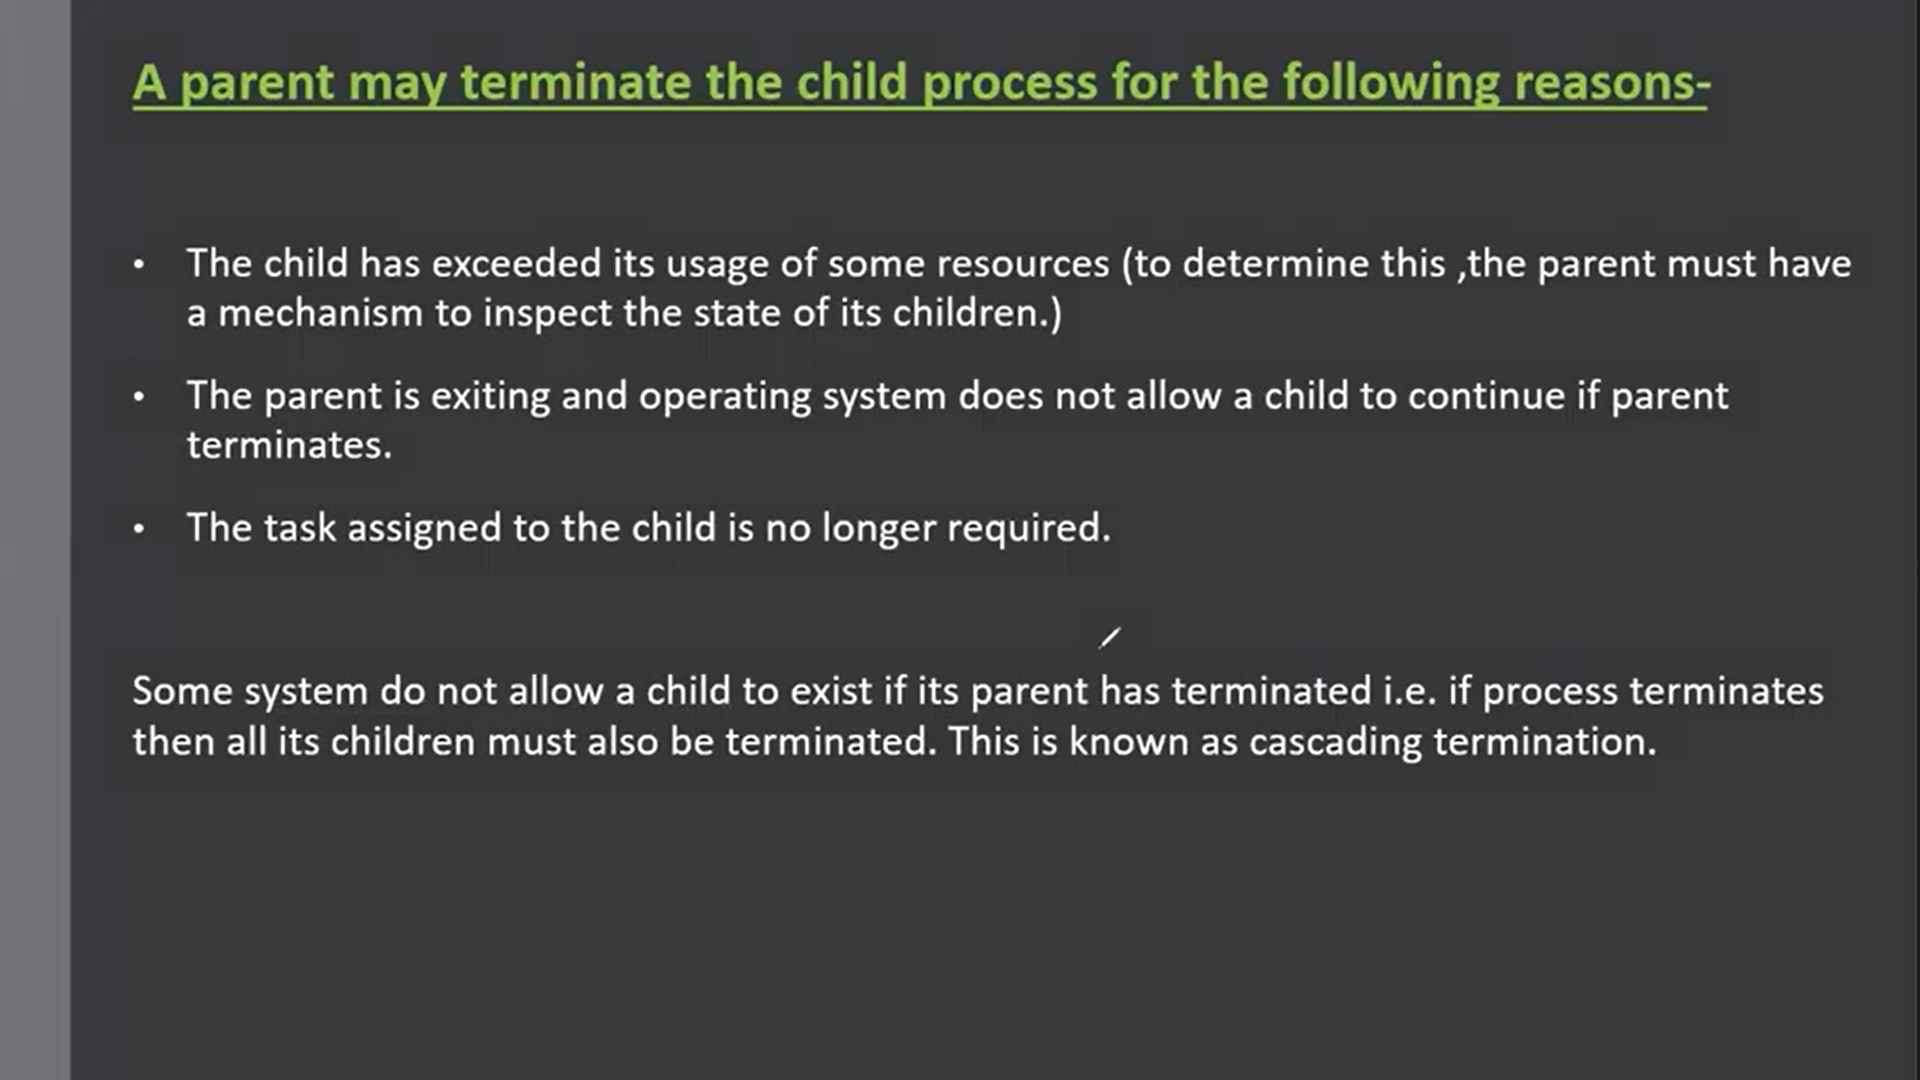 A parent may terminate the child process for the following reasons-
• The child has exceeded its usage of some resources (to determine this ,the parent must have
a mechanism to inspect the state of its children.)
• The parent is exiting and operating system does not allow a child to continue if parent
terminates.
• The task assigned to the child is no longer required.
Some system do not allow a child to exist if its parent has terminated i.e. if process terminates
then all its children must also be terminated. This is known as cascading termination.